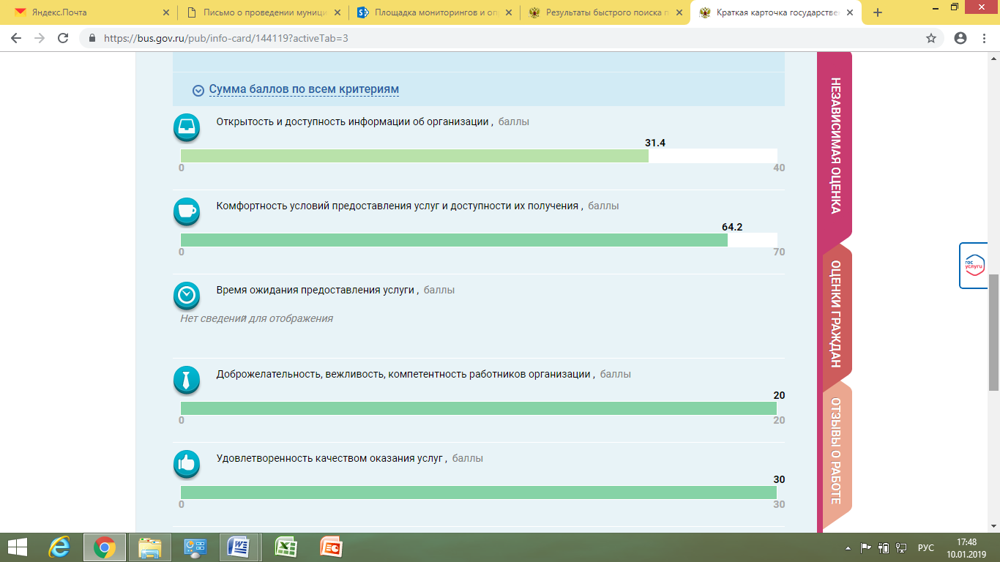 Яндекс.Почта
Письмо о проведении муници
Площадка мониторингов и оп
Результаты быстрого поиска п
Краткая карточка государстве
https://bus.gov.ru/pub/info-card/144119?activeTab=3
Сумма баллов по всем критериям
Открытость и доступность информации об организации , баллы
31.4
0 40
Комфортность условий предоставления услуг и доступности их получения , баллы
64.2
0 70
Время ожидания предоставления услуги , баллы
Нет сведений для отображения
Доброжелательность, вежливость, компетентность работников организации , баллы
20
0 20
Удовлетворенность качеством оказания услуг , баллы
30
0 30
НЕЗАВИСИМАЯ ОЦЕНКА
ОЦЕНКИ ГРАЖДАН
ОТЗЫВЫ О РАБОТЕ
гос
услуги
РУС
17:48
10.01.2019